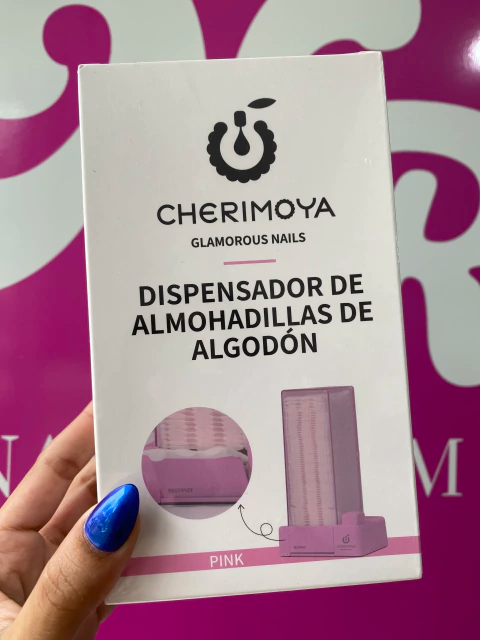 CHERIMOYA
GLAMOROUS NAILS
DISPENSADOR DE
ALMOHADILLAS DE
ALGODÓN
PINK